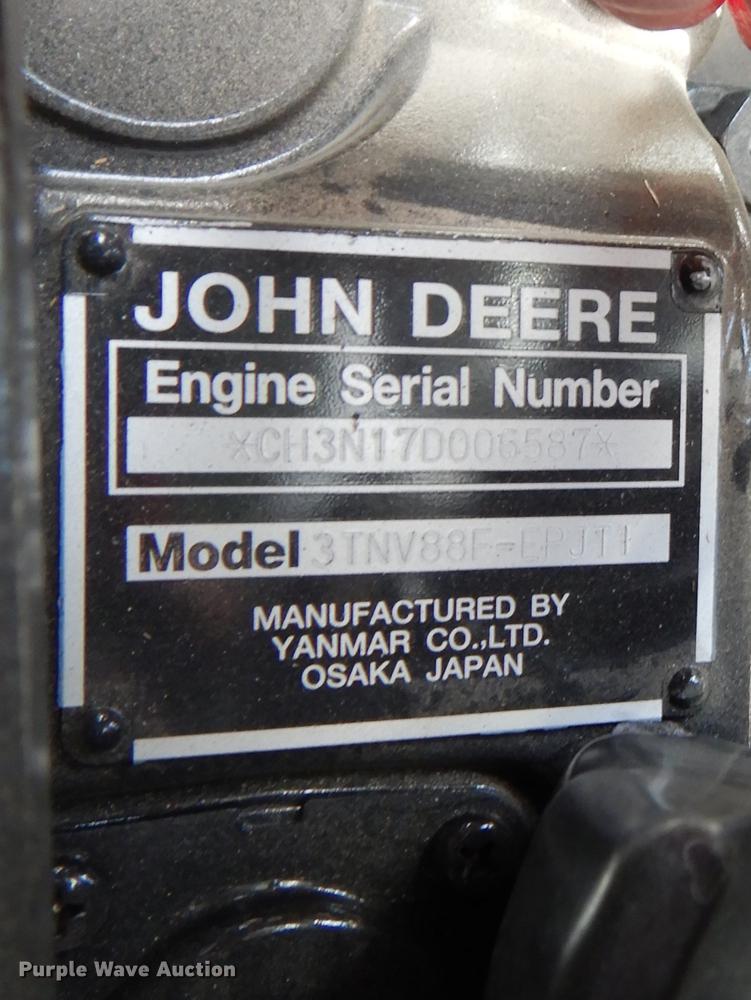 JOHN DEERE
Engine Serial Number
*CH3N17D006587*
Model 3TNV88F-EPJT1
MANUFACTURED BY
YANMAR CO.,LTD.
OSAKA JAPAN
Purple Wave Auction